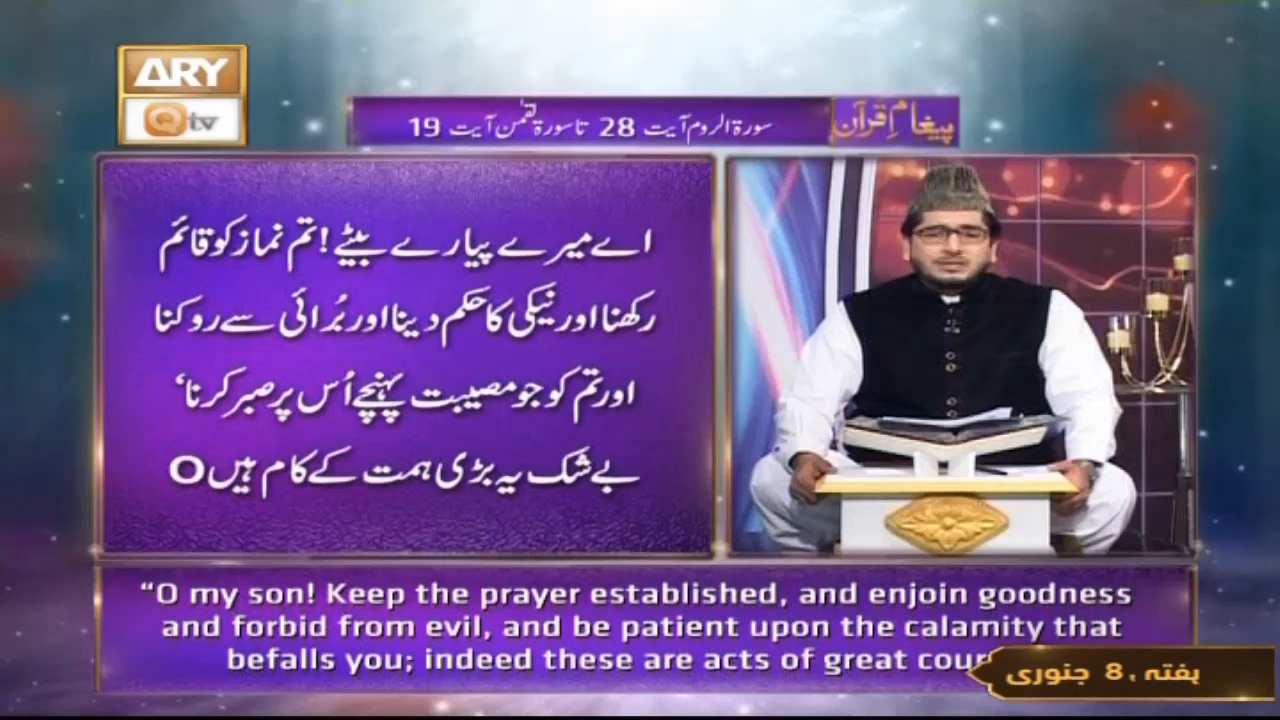 ARY
Qtv
پیغامِ قرآن
سورۃ الروم آیت 28 تا سورۃ لقمٰن آیت 19
اے میرے پیارے بیٹے! تم نماز کو قائم
رکھنا اور نیکی کا حکم دینا اور بُرائی سے روکنا
اور تم کو جو مصیبت پہنچے اُس پر صبر کرنا‘
بے شک یہ بڑی ہمت کے کام ہیںO
“O my son! Keep the prayer established, and enjoin goodness
and forbid from evil, and be patient upon the calamity that
befalls you; indeed these are acts of great
ہفتہ، 8 جنوری